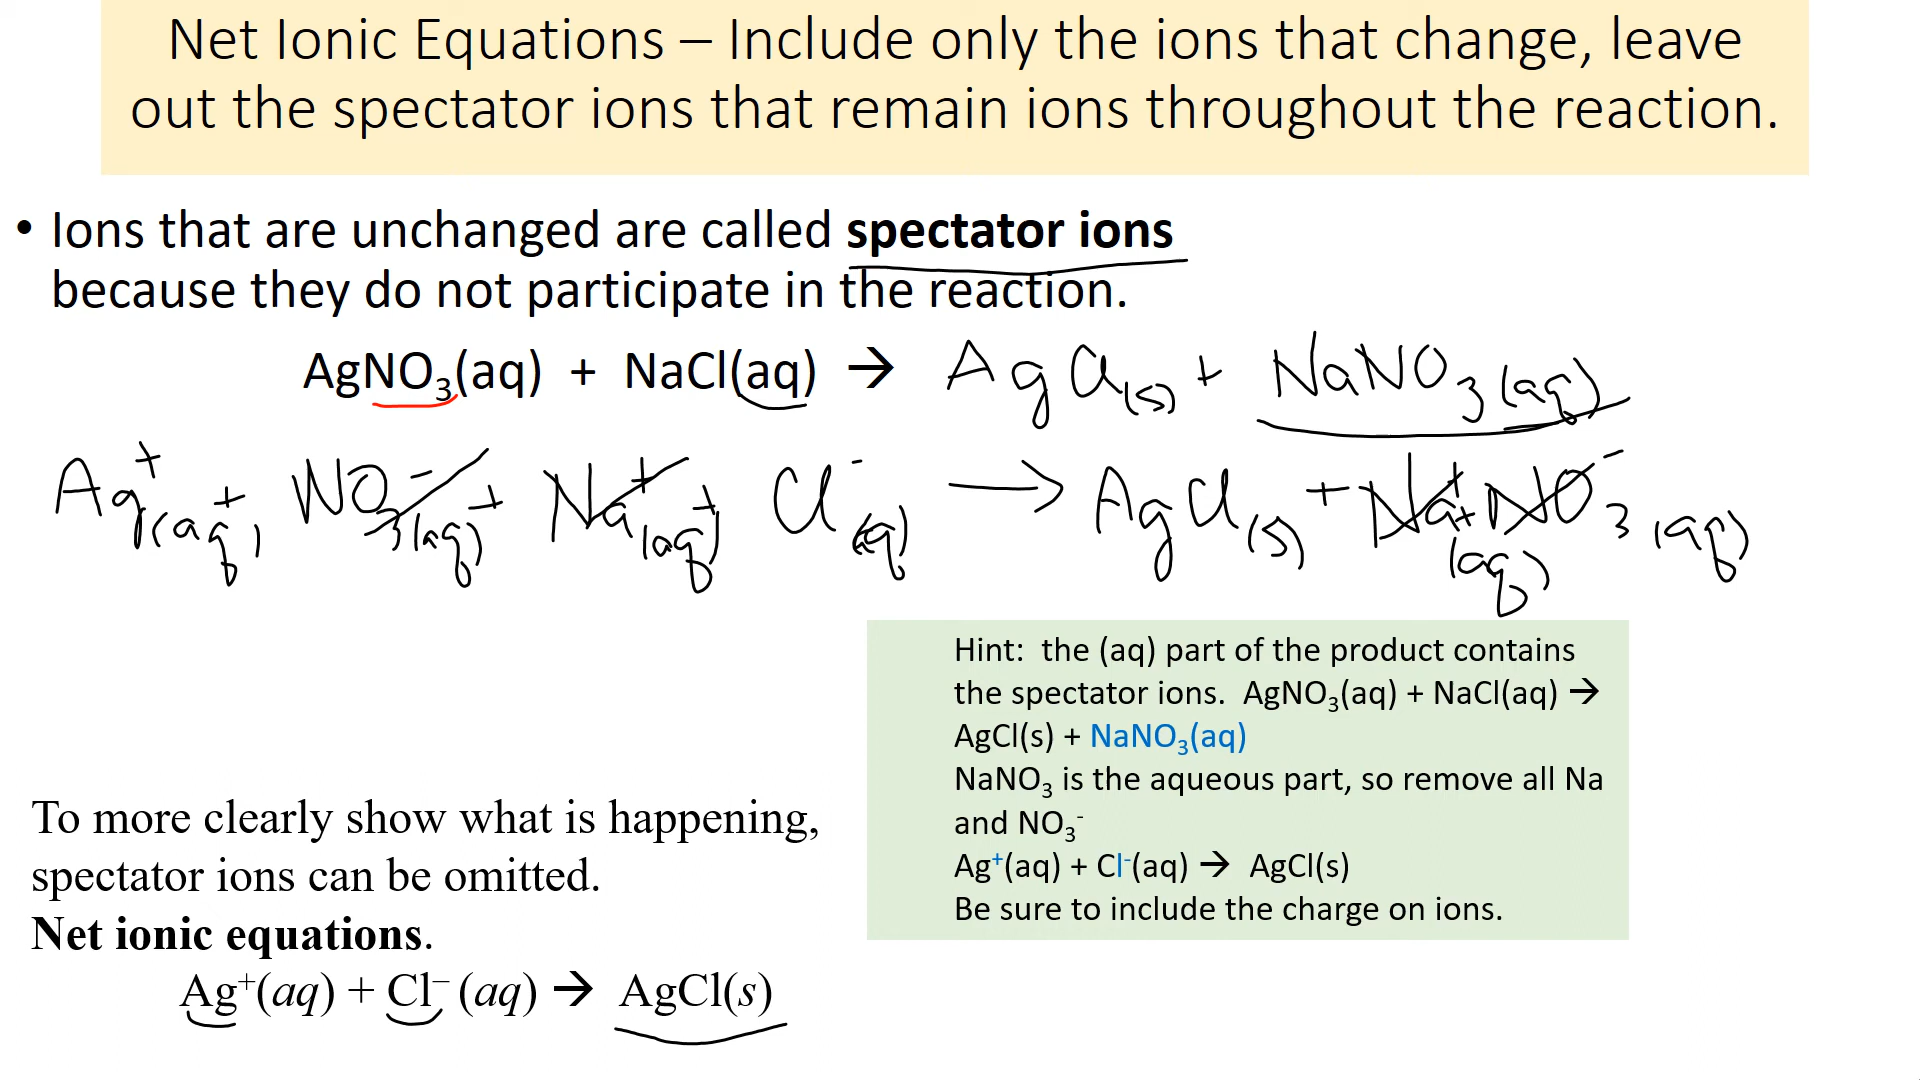 Net Ionic Equations – Include only the ions that change, leave
out the spectator ions that remain ions throughout the reaction.
• Ions that are unchanged are called spectator ions
because they do not participate in the reaction.
AgNO₃(aq) + NaCl(aq) → AgCl(s) + NaNO₃(aq)
Ag⁺(aq) + NO₃⁻(aq) + Na⁺(aq) + Cl⁻(aq) → AgCl(s) + Na⁺(aq) + NO₃⁻(aq)
Hint: the (aq) part of the product contains
the spectator ions. AgNO₃(aq) + NaCl(aq) →
AgCl(s) + NaNO₃(aq)
NaNO₃ is the aqueous part, so remove all Na
and NO₃⁻
Ag⁺(aq) + Cl⁻(aq) → AgCl(s)
Be sure to include the charge on ions.
To more clearly show what is happening,
spectator ions can be omitted.
Net ionic equations.
Ag⁺(aq) + Cl⁻ (aq) → AgCl(s)